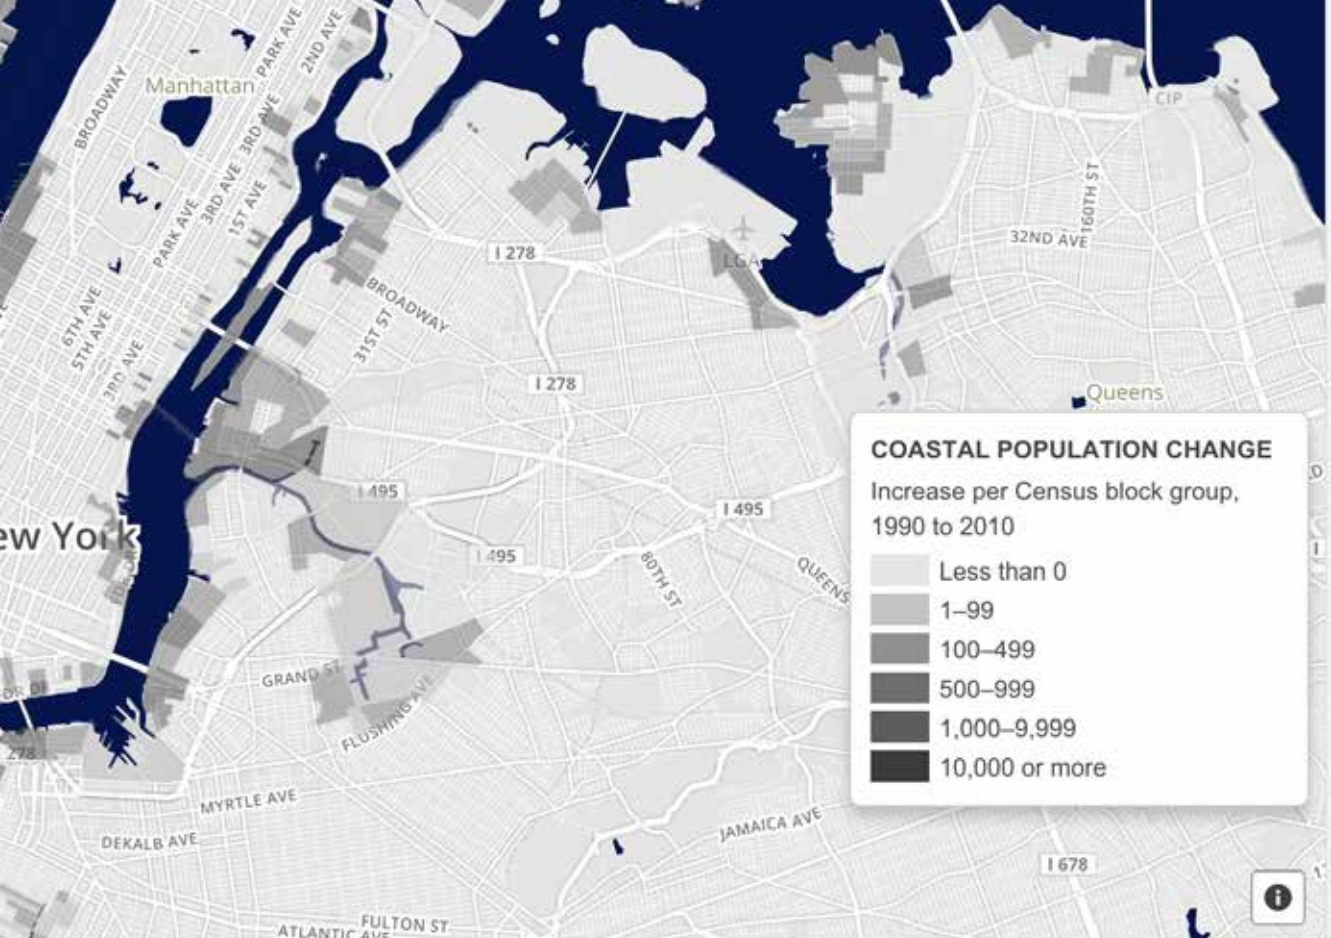 PARK AVE
2ND AVE
Manhattan
BROADWAY
3RD AVE
CIP
3RD AVE
1ST AVE
PARK AVE
160TH ST
32ND AVE
I 278
LGA
BROADWAY
6TH AVE
5TH AVE
31ST ST
3RD AVE
I 278
Queens
COASTAL POPULATION CHANGE
Increase per Census block group,
1990 to 2010
Less than 0
1–99
100–499
500–999
1,000–9,999
10,000 or more
I 495
I 495
ew York
I 495
80TH ST
QUEENS
GRAND ST
FLUSHING AVE
278
MYRTLE AVE
DEKALB AVE
JAMAICA AVE
I 678
FULTON ST
ATLANTIC AVE